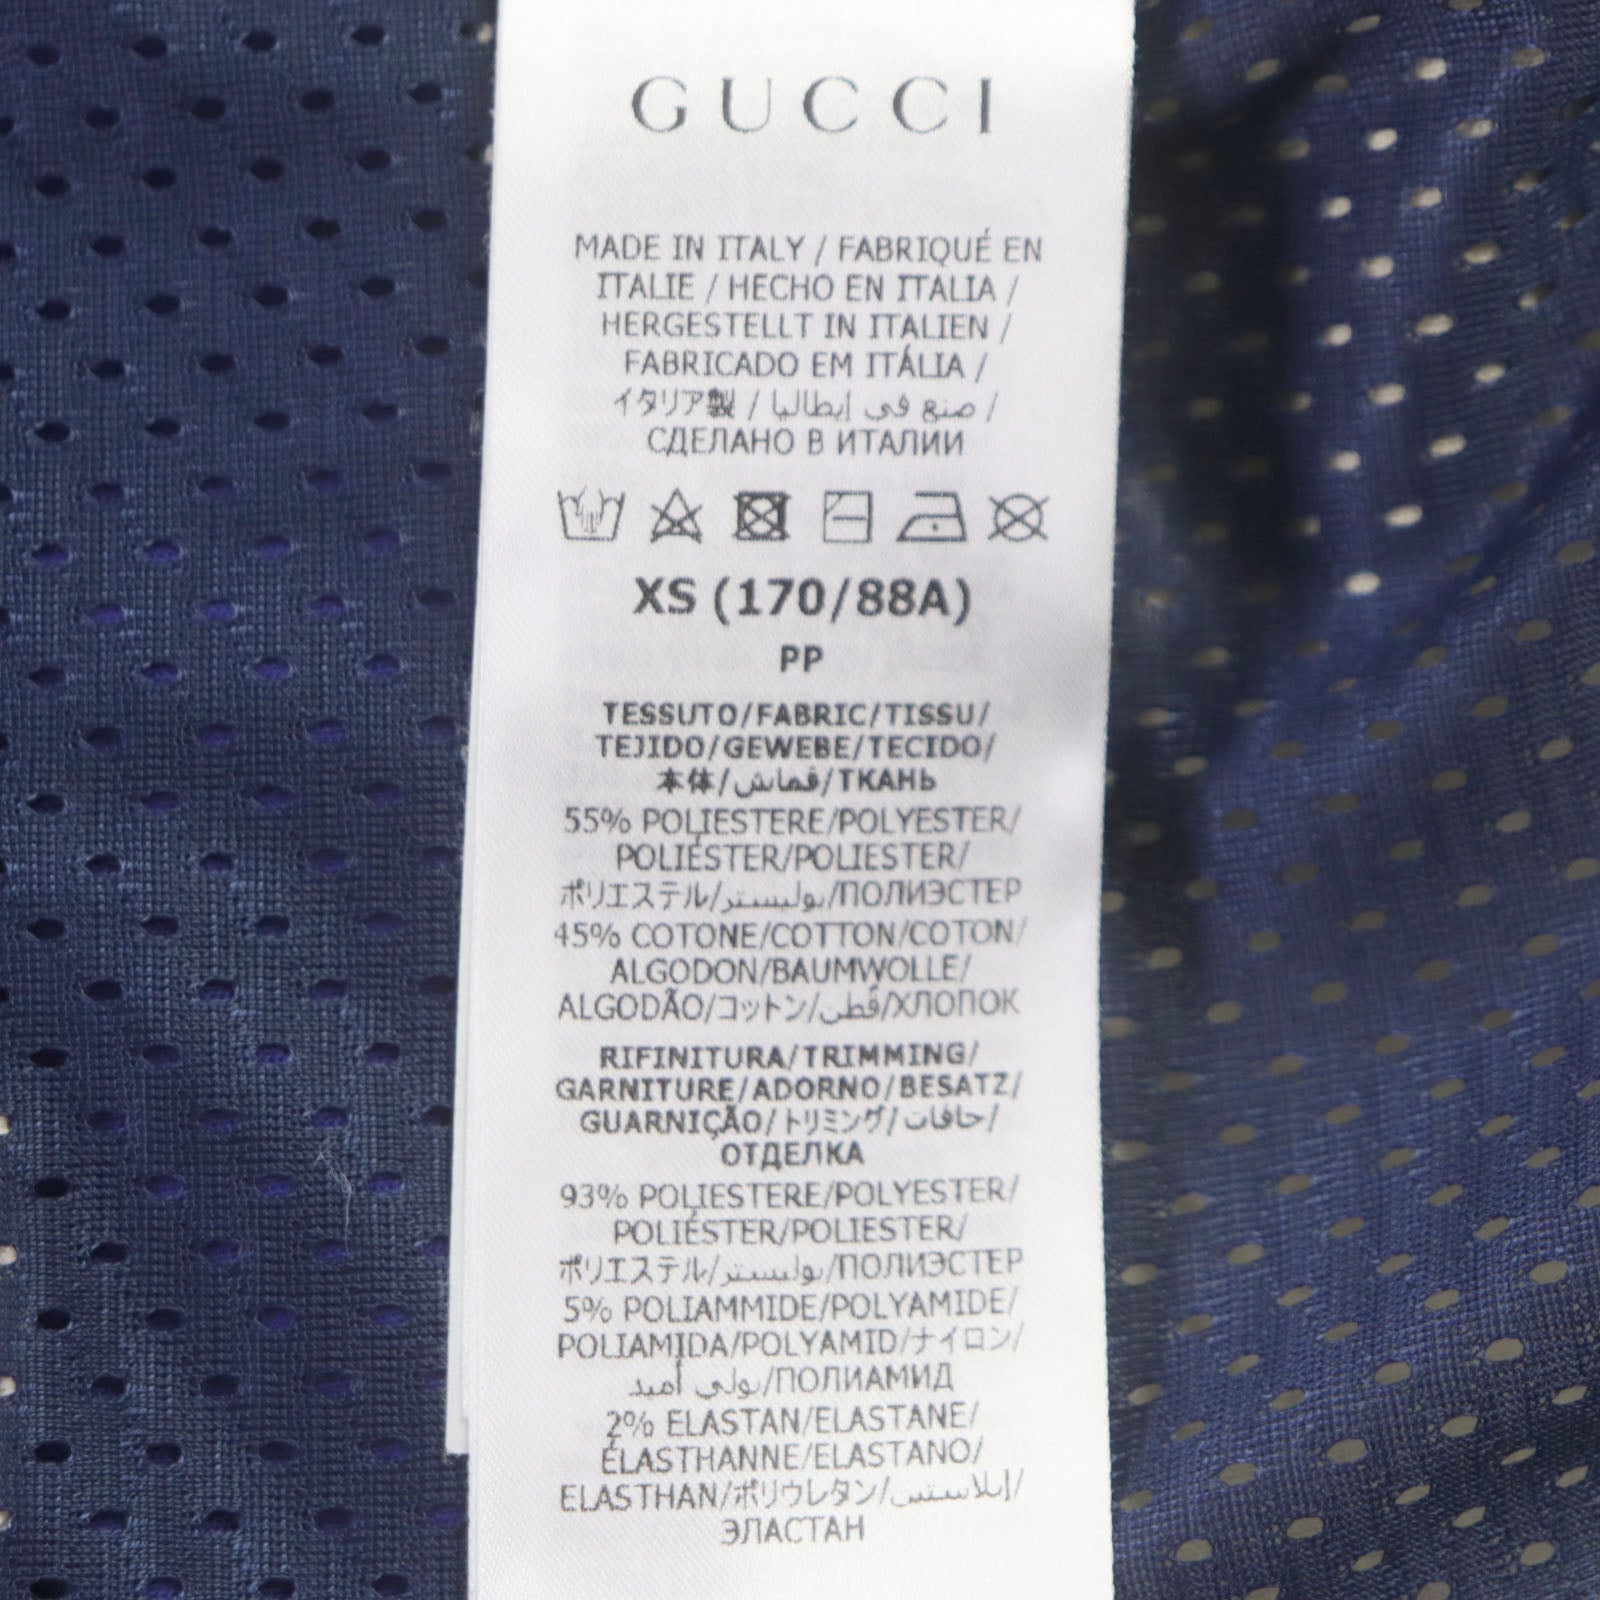 GUCCI
MADE IN ITALY / FABRIQUÉ EN
ITALIE / HECHO EN ITALIA /
HERGESTELLT IN ITALIEN /
FABRICADO EM ITÁLIA /
イタリア製 / صنع في إيطاليا /
СДЕЛАНО В ИТАЛИИ
XS (170/88A)
PP
TESSUTO/FABRIC/TISSU/
TEJIDO/GEWEBE/TECIDO/
本体/قماش/ТКАНЬ
55% POLIESTERE/POLYESTER/
POLIÉSTER/POLIESTER/
ポリエステル/بوليستر/ПОЛИЭСТЕР
45% COTONE/COTTON/COTON/
ALGODON/BAUMWOLLE/
ALGODÃO/コットン/قطن/ХЛОПОК
RIFINITURA/TRIMMING/
GARNITURE/ADORNO/BESATZ/
GUARNIÇÃO/トリミング/حافات/
ОТДЕЛКА
93% POLIESTERE/POLYESTER/
POLIÉSTER/POLIESTER/
ポリエステル/بوليستر/ПОЛИЭСТЕР
5% POLIAMMIDE/POLYAMIDE/
POLIAMIDA/POLYAMID/ナイロン/
بولي أميد/ПОЛИАМИД
2% ELASTAN/ELASTANE/
ÉLASTHANNE/ELASTANO/
ELASTHAN/ポリウレタン/إيلاستين/
ЭЛАСТАН